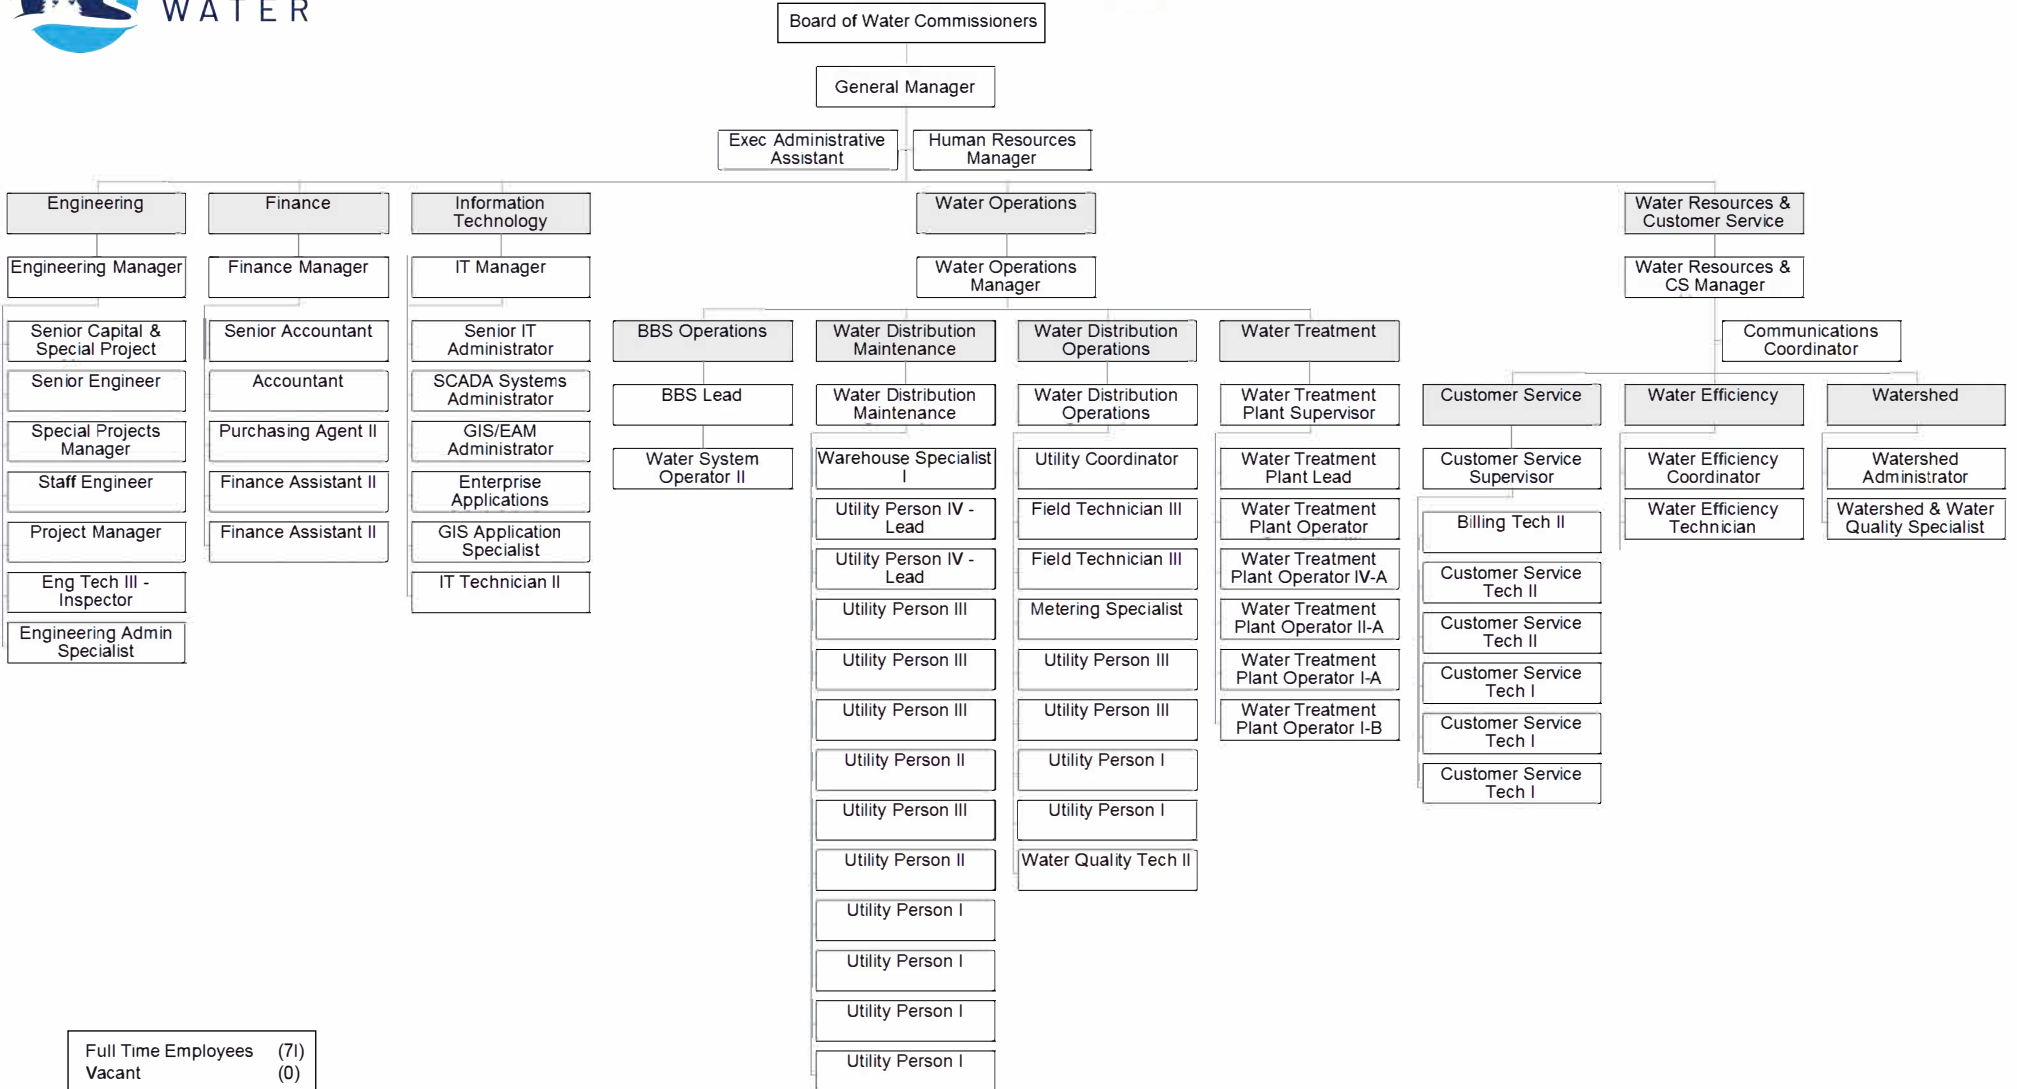 WATER
Board of Water Commissioners
General Manager
Exec Administrative
Assistant
Human Resources
Manager
Engineering
Engineering Manager
Senior Capital &
Special Project
Senior Engineer
Special Projects
Manager
Staff Engineer
Project Manager
Eng Tech III -
Inspector
Engineering Admin
Specialist
Finance
Finance Manager
Senior Accountant
Accountant
Purchasing Agent II
Finance Assistant II
Finance Assistant II
Information
Technology
IT Manager
Senior IT
Administrator
SCADA Systems
Administrator
GIS/EAM
Administrator
Enterprise
Applications
GIS Application
Specialist
IT Technician II
Water Operations
Water Operations
Manager
BBS Operations
BBS Lead
Water System
Operator II
Water Distribution
Maintenance
Water Distribution
Maintenance
Warehouse Specialist
I
Utility Person IV -
Lead
Utility Person IV -
Lead
Utility Person III
Utility Person III
Utility Person III
Utility Person II
Utility Person III
Utility Person II
Utility Person I
Utility Person I
Utility Person I
Utility Person I
Water Distribution
Operations
Water Distribution
Operations
Utility Coordinator
Field Technician III
Field Technician III
Metering Specialist
Utility Person III
Utility Person III
Utility Person I
Utility Person I
Water Quality Tech II
Water Treatment
Water Treatment
Plant Supervisor
Water Treatment
Plant Lead
Water Treatment
Plant Operator
Water Treatment
Plant Operator IV-A
Water Treatment
Plant Operator II-A
Water Treatment
Plant Operator I-A
Water Treatment
Plant Operator I-B
Water Resources &
Customer Service
Water Resources &
CS Manager
Communications
Coordinator
Customer Service
Customer Service
Supervisor
Billing Tech II
Customer Service
Tech II
Customer Service
Tech II
Customer Service
Tech I
Customer Service
Tech I
Customer Service
Tech I
Water Efficiency
Water Efficiency
Coordinator
Water Efficiency
Technician
Watershed
Watershed
Administrator
Watershed & Water
Quality Specialist
Full Time Employees (71)
Vacant (0)